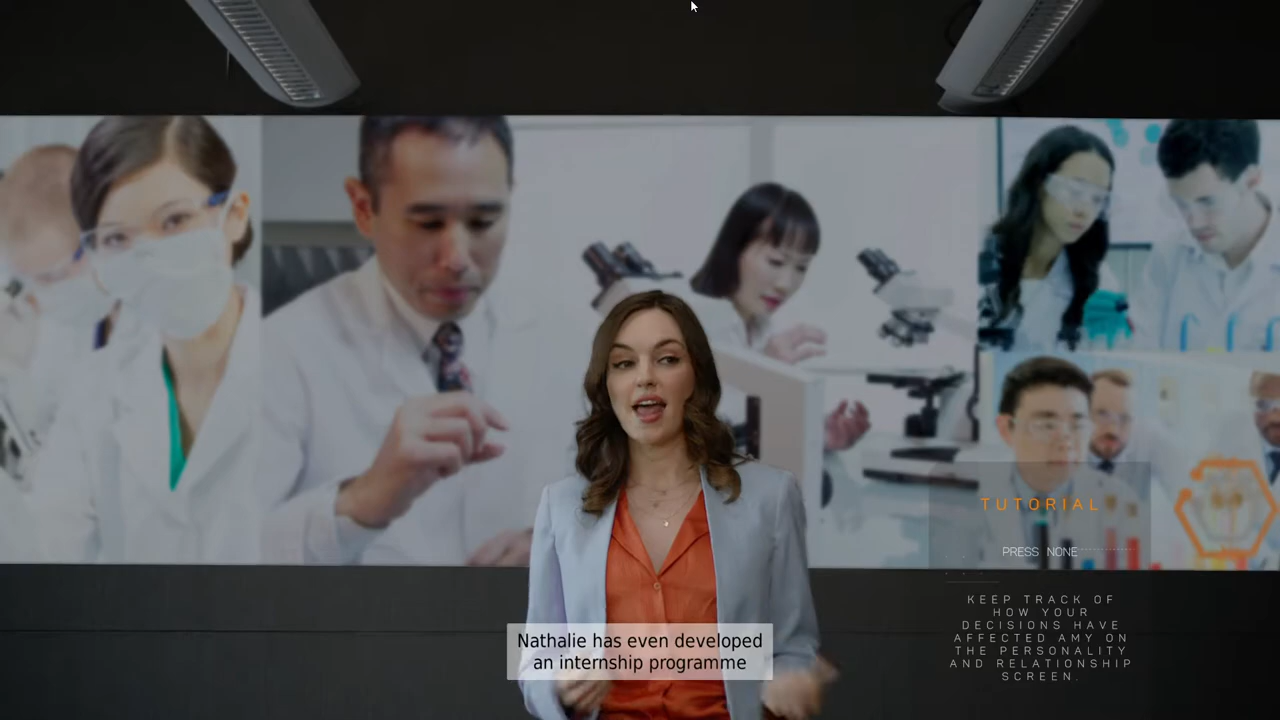 TUTORIAL
PRESS NONE
KEEP TRACK OF
HOW YOUR
DECISIONS HAVE
AFFECTED AMY ON
THE PERSONALITY
AND RELATIONSHIP
SCREEN.
Nathalie has even developed
an internship programme